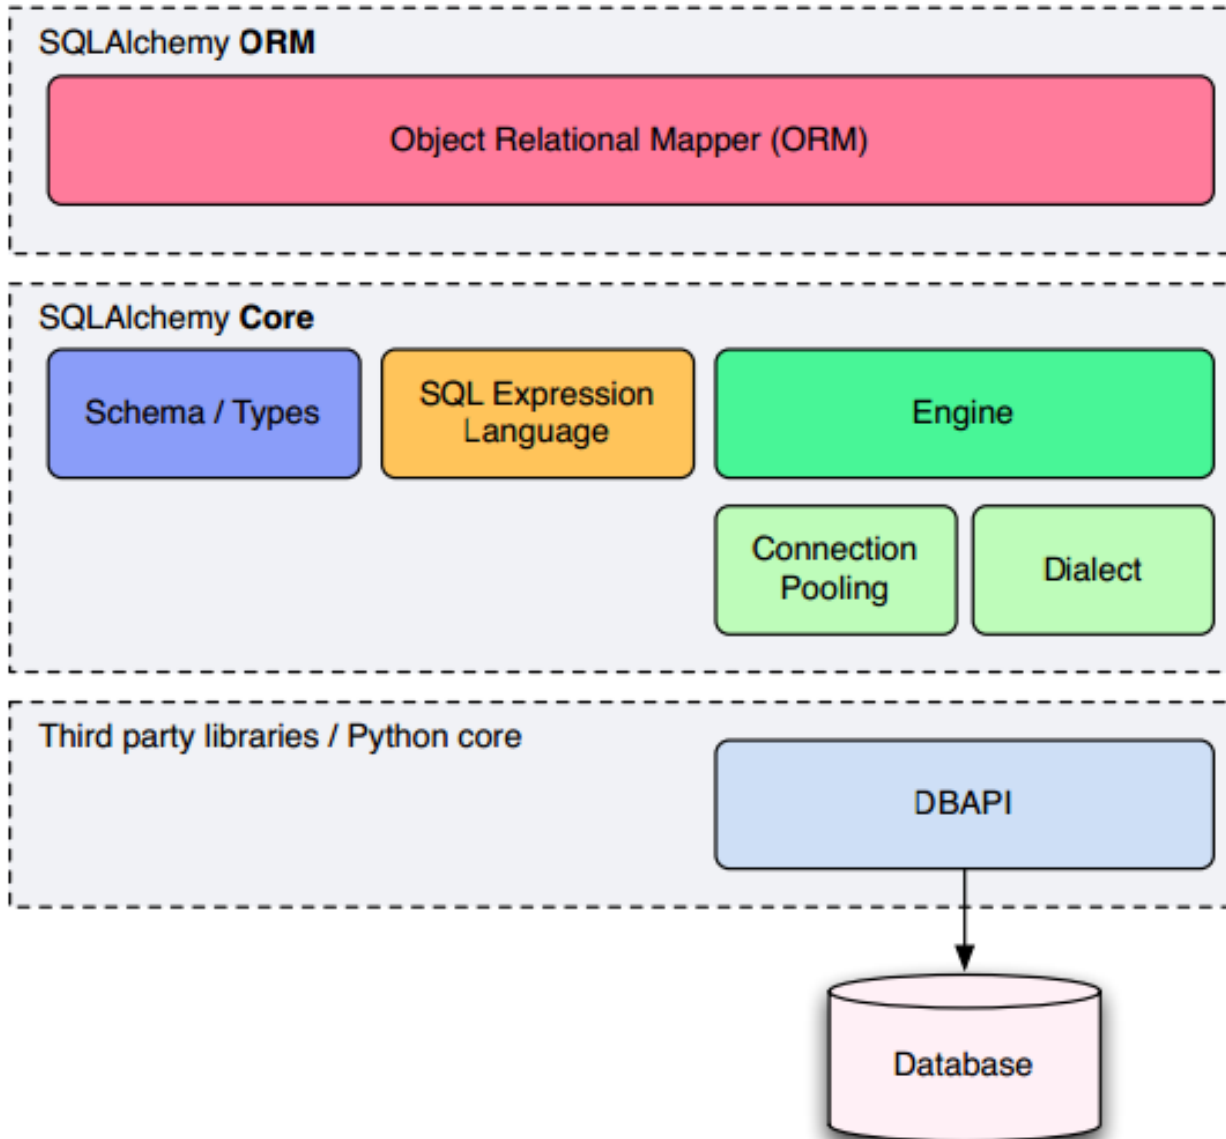 SQLAlchemy ORM
Object Relational Mapper (ORM)
SQLAlchemy Core
Schema / Types
SQL Expression
Language
Engine
Connection
Pooling
Dialect
Third party libraries / Python core
DBAPI
Database